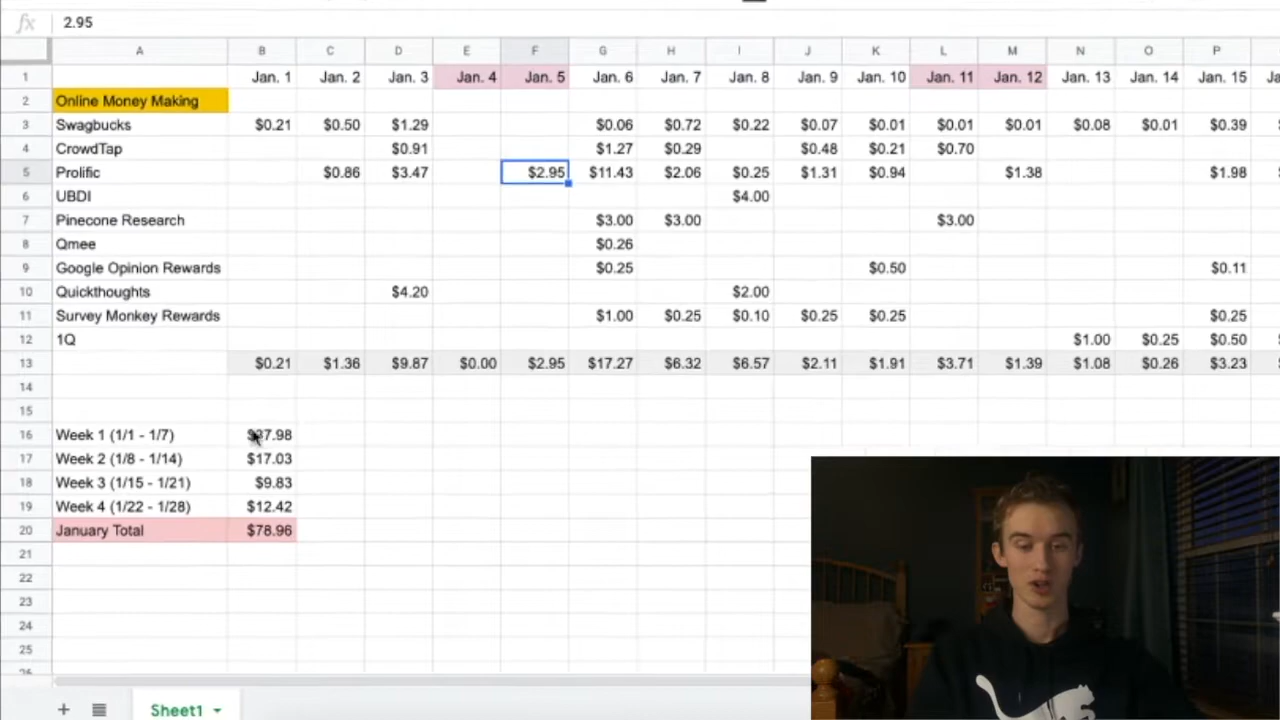 fx 2.95
A B C D E F G H I J K L M N O P
1 Jan. 1 Jan. 2 Jan. 3 Jan. 4 Jan. 5 Jan. 6 Jan. 7 Jan. 8 Jan. 9 Jan. 10 Jan. 11 Jan. 12 Jan. 13 Jan. 14 Jan. 15
2 Online Money Making
3 Swagbucks $0.21 $0.50 $1.29 $0.06 $0.72 $0.22 $0.07 $0.01 $0.01 $0.01 $0.08 $0.01 $0.39
4 CrowdTap $0.91 $1.27 $0.29 $0.48 $0.21 $0.70
5 Prolific $0.86 $3.47 $2.95 $11.43 $2.06 $0.25 $1.31 $0.94 $1.38 $1.98
6 UBDI $4.00
7 Pinecone Research $3.00 $3.00 $3.00
8 Qmee $0.26
9 Google Opinion Rewards $0.25 $0.50 $0.11
10 Quickthoughts $4.20 $2.00
11 Survey Monkey Rewards $1.00 $0.25 $0.10 $0.25 $0.25 $0.25
12 1Q $1.00 $0.25 $0.50
13 $0.21 $1.36 $9.87 $0.00 $2.95 $17.27 $6.32 $6.57 $2.11 $1.91 $3.71 $1.39 $1.08 $0.26 $3.23
14
15
16 Week 1 (1/1 - 1/7)
17 Week 2 (1/8 - 1/14) $17.03
18 Week 3 (1/15 - 1/21) $9.83
19 Week 4 (1/22 - 1/28) $12.42
20 January Total $78.96
21
22
23
24
25
Sheet1